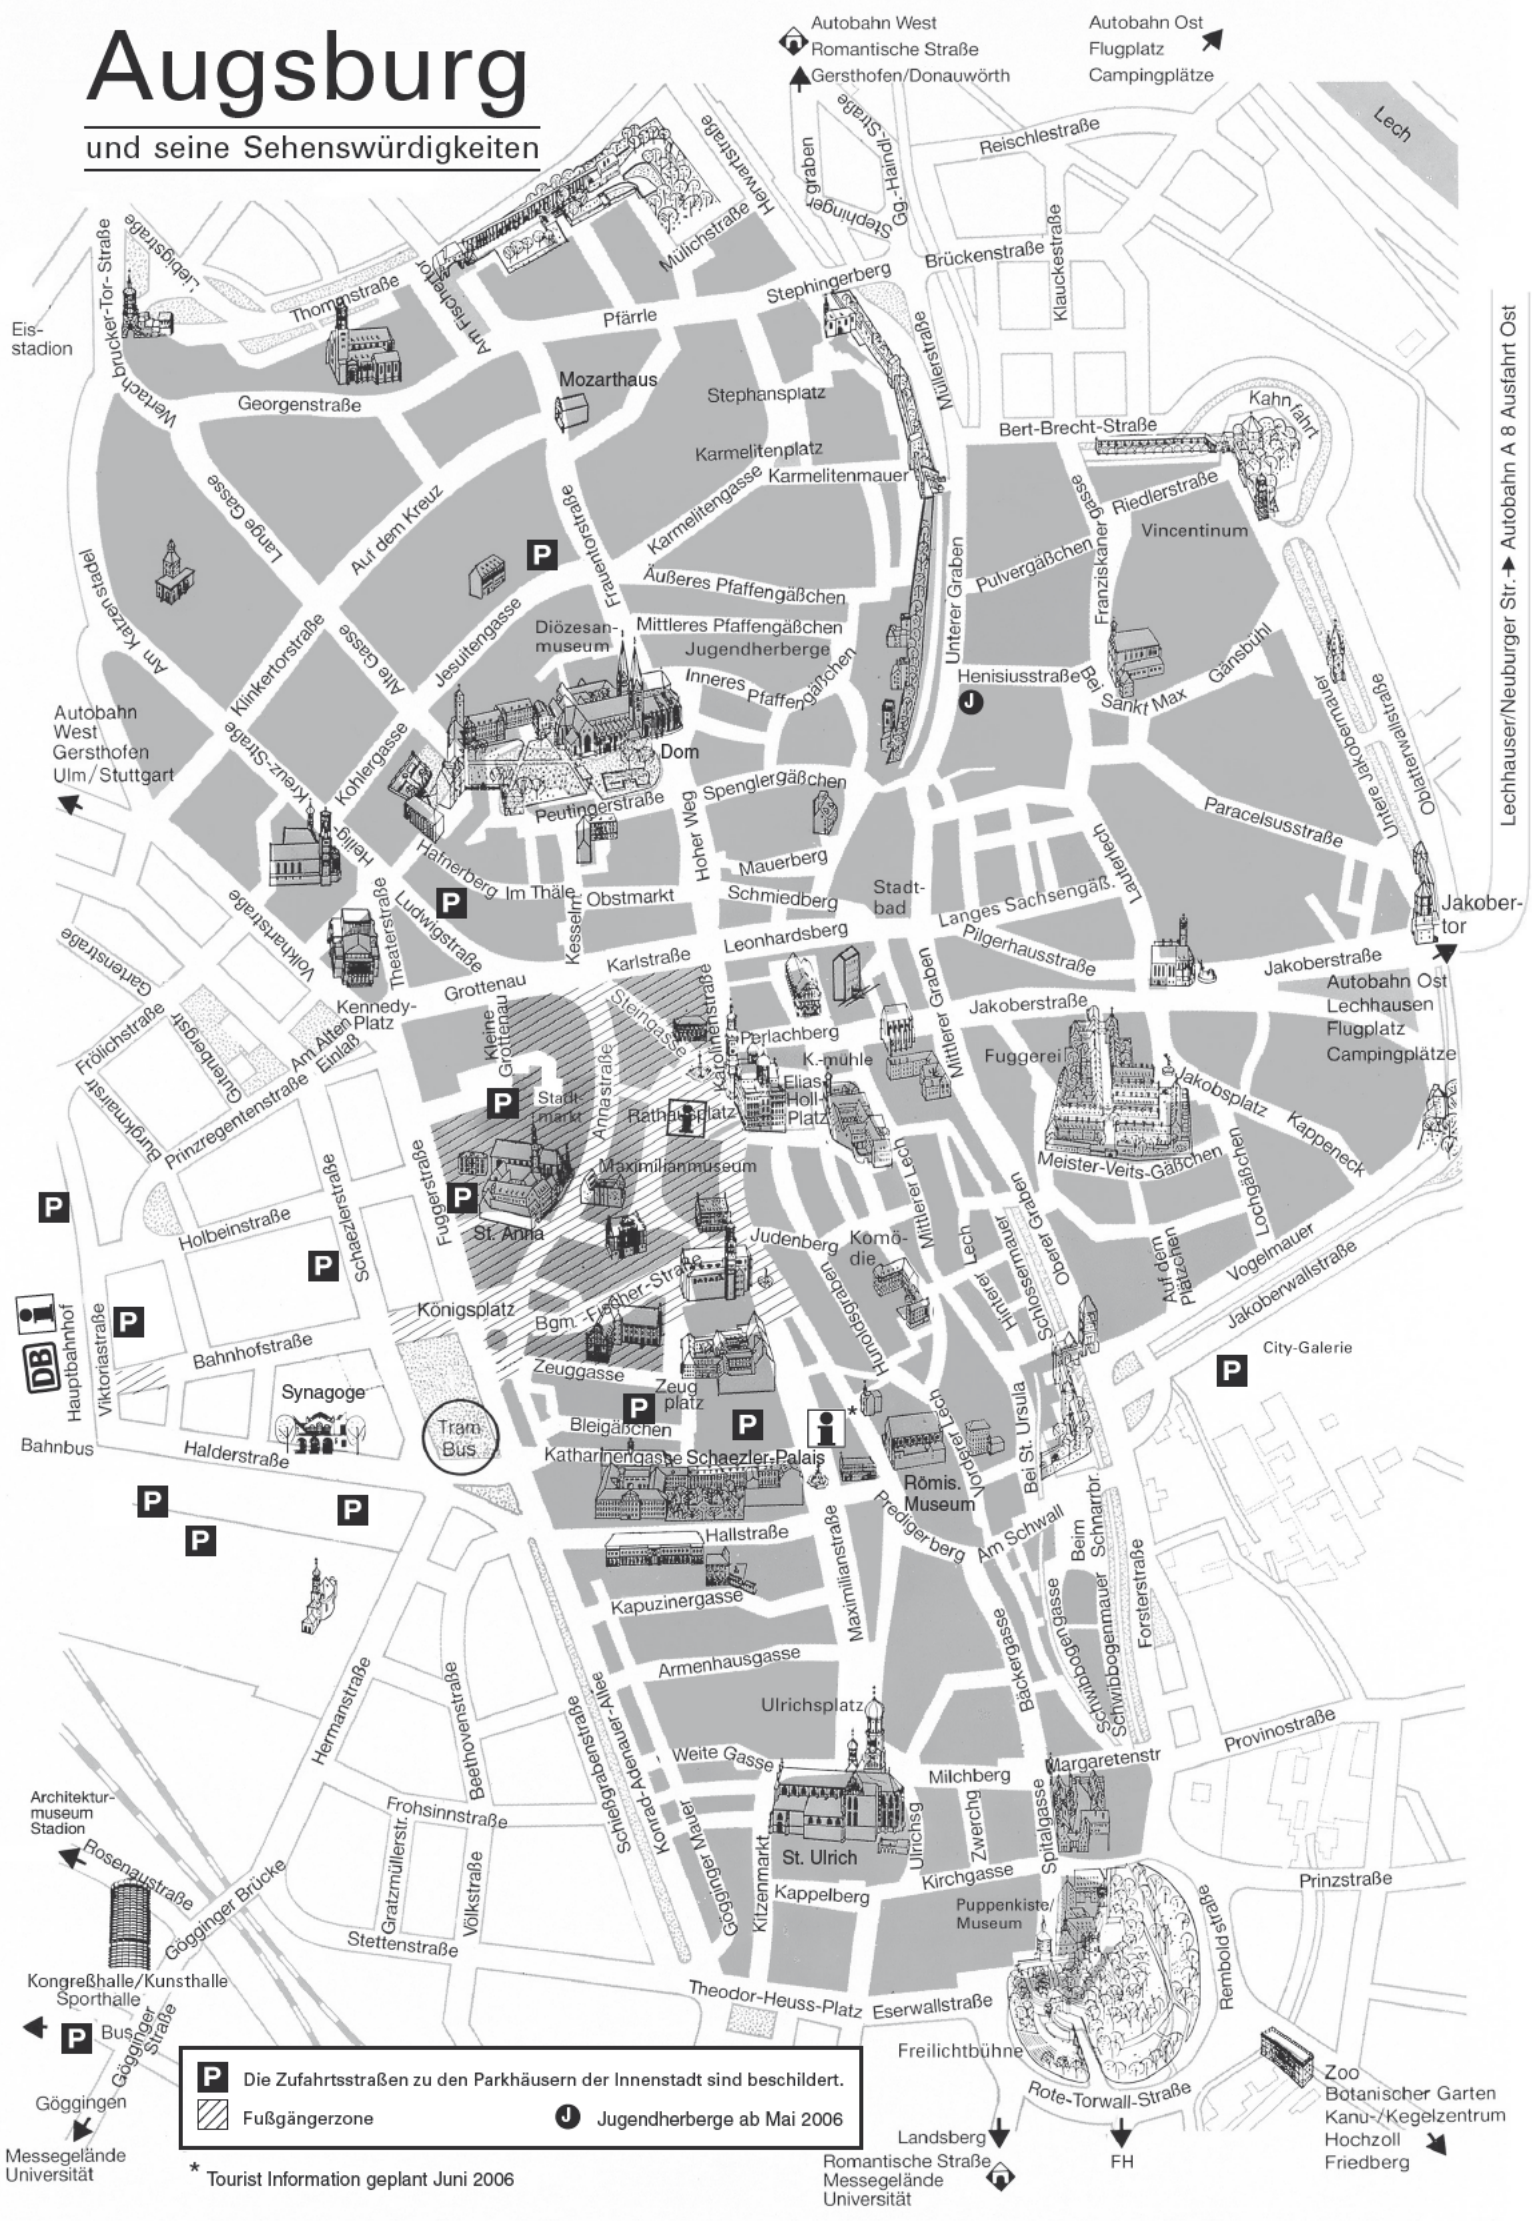 Augsburg
und seine Sehenswürdigkeiten
Autobahn West
Romantische Straße
Gersthofen/Donauwörth
Autobahn Ost
Flugplatz
Campingplätze
Lech
Reischlestraße
Herwartstraße
Stephinger
graben
Gg.-Haindl.Straße
Klauckestraße
Brückenstraße
Mülichstraße
Stephingerberg
Liebigstraße
Wertach brucker-Tor-Straße
Thommstraße
Am Fischertor
Pfärrle
Müllerstraße
Eis-
stadion
Georgenstraße
Mozarthaus
Stephansplatz
Karmelitenplatz
Karmelitenmauer
Karmelitengasse
Bert-Brecht-Straße
Kahnfahrt
Riedlerstraße
Vincentinum
Lechhauser/Neuburger Str. Autobahn A 8 Ausfahrt Ost
Lange Gasse
Auf dem Kreuz
Frauentorstraße
P
Äußeres Pfaffengäßchen
Mittleres Pfaffengäßchen
Jugendherberge
Inneres Pfaffengäßchen
Unterer Graben
Pulvergäßchen
Franziskanergasse
Am Katzenstadel
Klinkertorstraße
Alte Gasse
Jesuitengasse
Diözesan-
museum
Henisiusstraße
J
Bei Sankt Max
Gänsbühl
Untere Jakobermauer
Oblatterwallstraße
Autobahn
West
Gersthofen
Ulm/Stuttgart
Heilig-Kreuz-Straße
Kohlergasse
Dom
Peutingerstraße
Hoher Weg
Spenglergäßchen
Paracelsusstraße
Hafnerberg
Im Thäle
Obstmarkt
Kesselm.
Mauerberg
Schmiedberg
Stadt-
bad
Lauterlech
Langes Sachsengäß.
Pilgerhausstraße
Jakober-
tor
Volkhartstraße
Theaterstraße
Ludwigstraße
P
Gartenstraße
Grottenau
Karlstraße
Leonhardsberg
Jakoberstraße
Jakoberstraße
Autobahn Ost
Lechhausen
Flugplatz
Campingplätze
Kennedy-
Platz
Kleine
Grottenau
Steingasse
Karolinenstraße
Perlachberg
K.-mühle
Mittlerer Graben
Fuggerei
Frölichstraße
Gutenbergstr
Am Alten
Einlaß
Prinzregentenstraße
Burgkmairstr
P
Stadt-
markt
Annastraße
Rathausplatz
Elias
Holl-
Platz
Jakobsplatz
Kappeneck
Maximilianmuseum
Meister-Veits-Gäßchen
Lochgäßchen
Fuggerstraße
P
St. Anna
Judenberg
Komö-
die
Mittlerer Lech
Hinterer Lech
Oberer Graben
Schlossermauer
Auf dem
Plätzchen
Vogelmauer
Jakoberwallstraße
P
Holbeinstraße
Schaezlerstraße
P
P
DB
Hauptbahnhof
Viktoriastraße
Königsplatz
Bgm.-Fischer-Straße
Hunoldsgraben
P
City-Galerie
Bahnhofstraße
Synagoge
Zeuggasse
Zeug
platz
P
P
Tram
Bus
Bleigäßchen
Katharinengasse
Schaezler-Palais
*
Vorderer Lech
Bei St. Ursula
Bahnbus
Halderstraße
P
P
P
Römis.
Museum
Predigerberg
Am Schwall
Beim
Schnarrbr.
Hallstraße
Maximilianstraße
Kapuzinergasse
Armenhausgasse
Bäckergasse
Schwibbogengasse
Schwibbogenmauer
Forsterstraße
Hermanstraße
Beethovenstraße
Schießgrabenstraße
Konrad-Adenauer-Allee
Ulrichsplatz
Weite Gasse
Milchberg
Margaretenstr
Provinostraße
Architektur-
museum
Stadion
Frohsinnstraße
Gögginger Mauer
Kitzenmarkt
St. Ulrich
Ulrichsg
Zwerchg
Spitalgasse
Rosenaustraße
Gögginger Brücke
Gratzmüllerstr.
Völkstraße
Stettenstraße
Kappelberg
Kirchgasse
Prinzstraße
Puppenkiste/
Museum
Remboldstraße
Kongreßhalle/Kunsthalle
Sporthalle
P
Bus
Gögginger
Straße
Theodor-Heuss-Platz
Eserwallstraße
Freilichtbühne
Rote-Torwall-Straße
Göggingen
Messegelände
Universität
P Die Zufahrtsstraßen zu den Parkhäusern der Innenstadt sind beschildert.
Fußgängerzone
J Jugendherberge ab Mai 2006
* Tourist Information geplant Juni 2006
Landsberg
Romantische Straße
Messegelände
Universität
FH
Zoo
Botanischer Garten
Kanu-/Kegelzentrum
Hochzoll
Friedberg